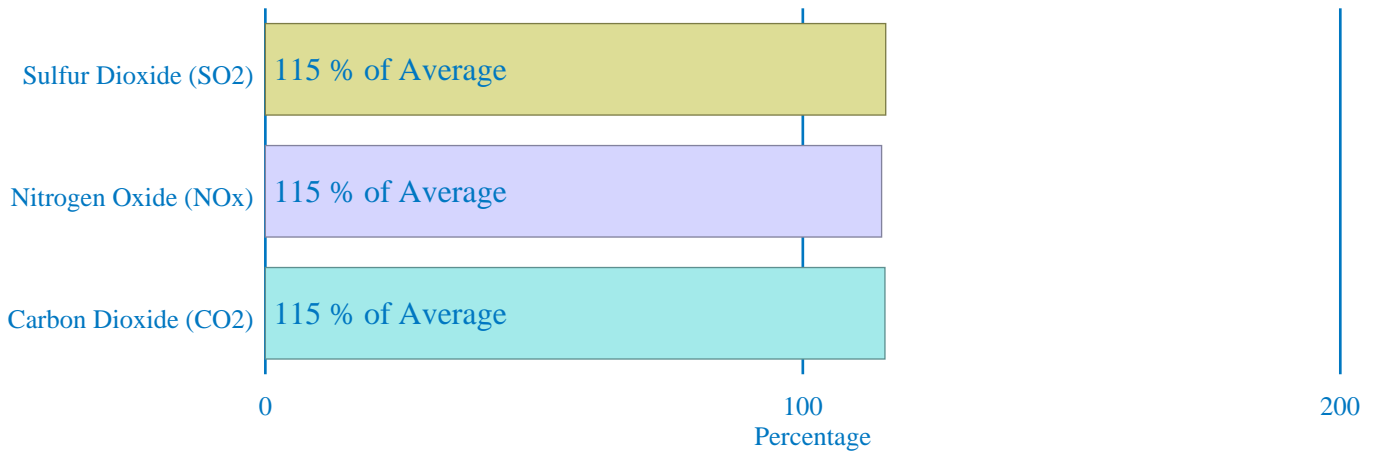 Sulfur Dioxide (SO2)
115 % of Average
Nitrogen Oxide (NOx)
115 % of Average
Carbon Dioxide (CO2)
115 % of Average
0 100 200
Percentage